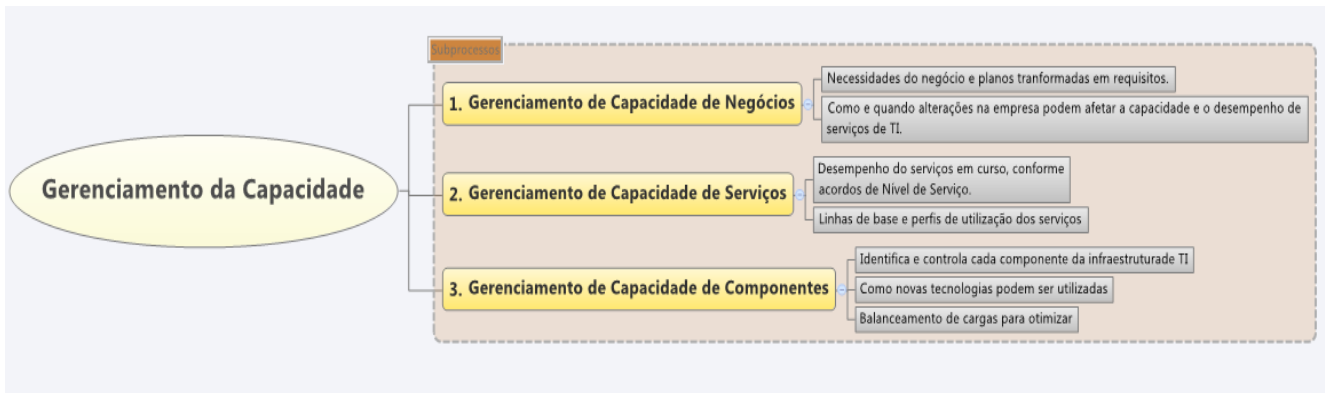 Subprocessos
Gerenciamento da Capacidade
1. Gerenciamento de Capacidade de Negócios
Necessidades do negócio e planos tranformadas em requisitos.
Como e quando alterações na empresa podem afetar a capacidade e o desempenho de
serviços de TI.
2. Gerenciamento de Capacidade de Serviços
Desempenho do serviços em curso, conforme
acordos de Nível de Serviço.
Linhas de base e perfis de utilização dos serviços
3. Gerenciamento de Capacidade de Componentes
Identifica e controla cada componente da infraestruturade TI
Como novas tecnologias podem ser utilizadas
Balanceamento de cargas para otimizar